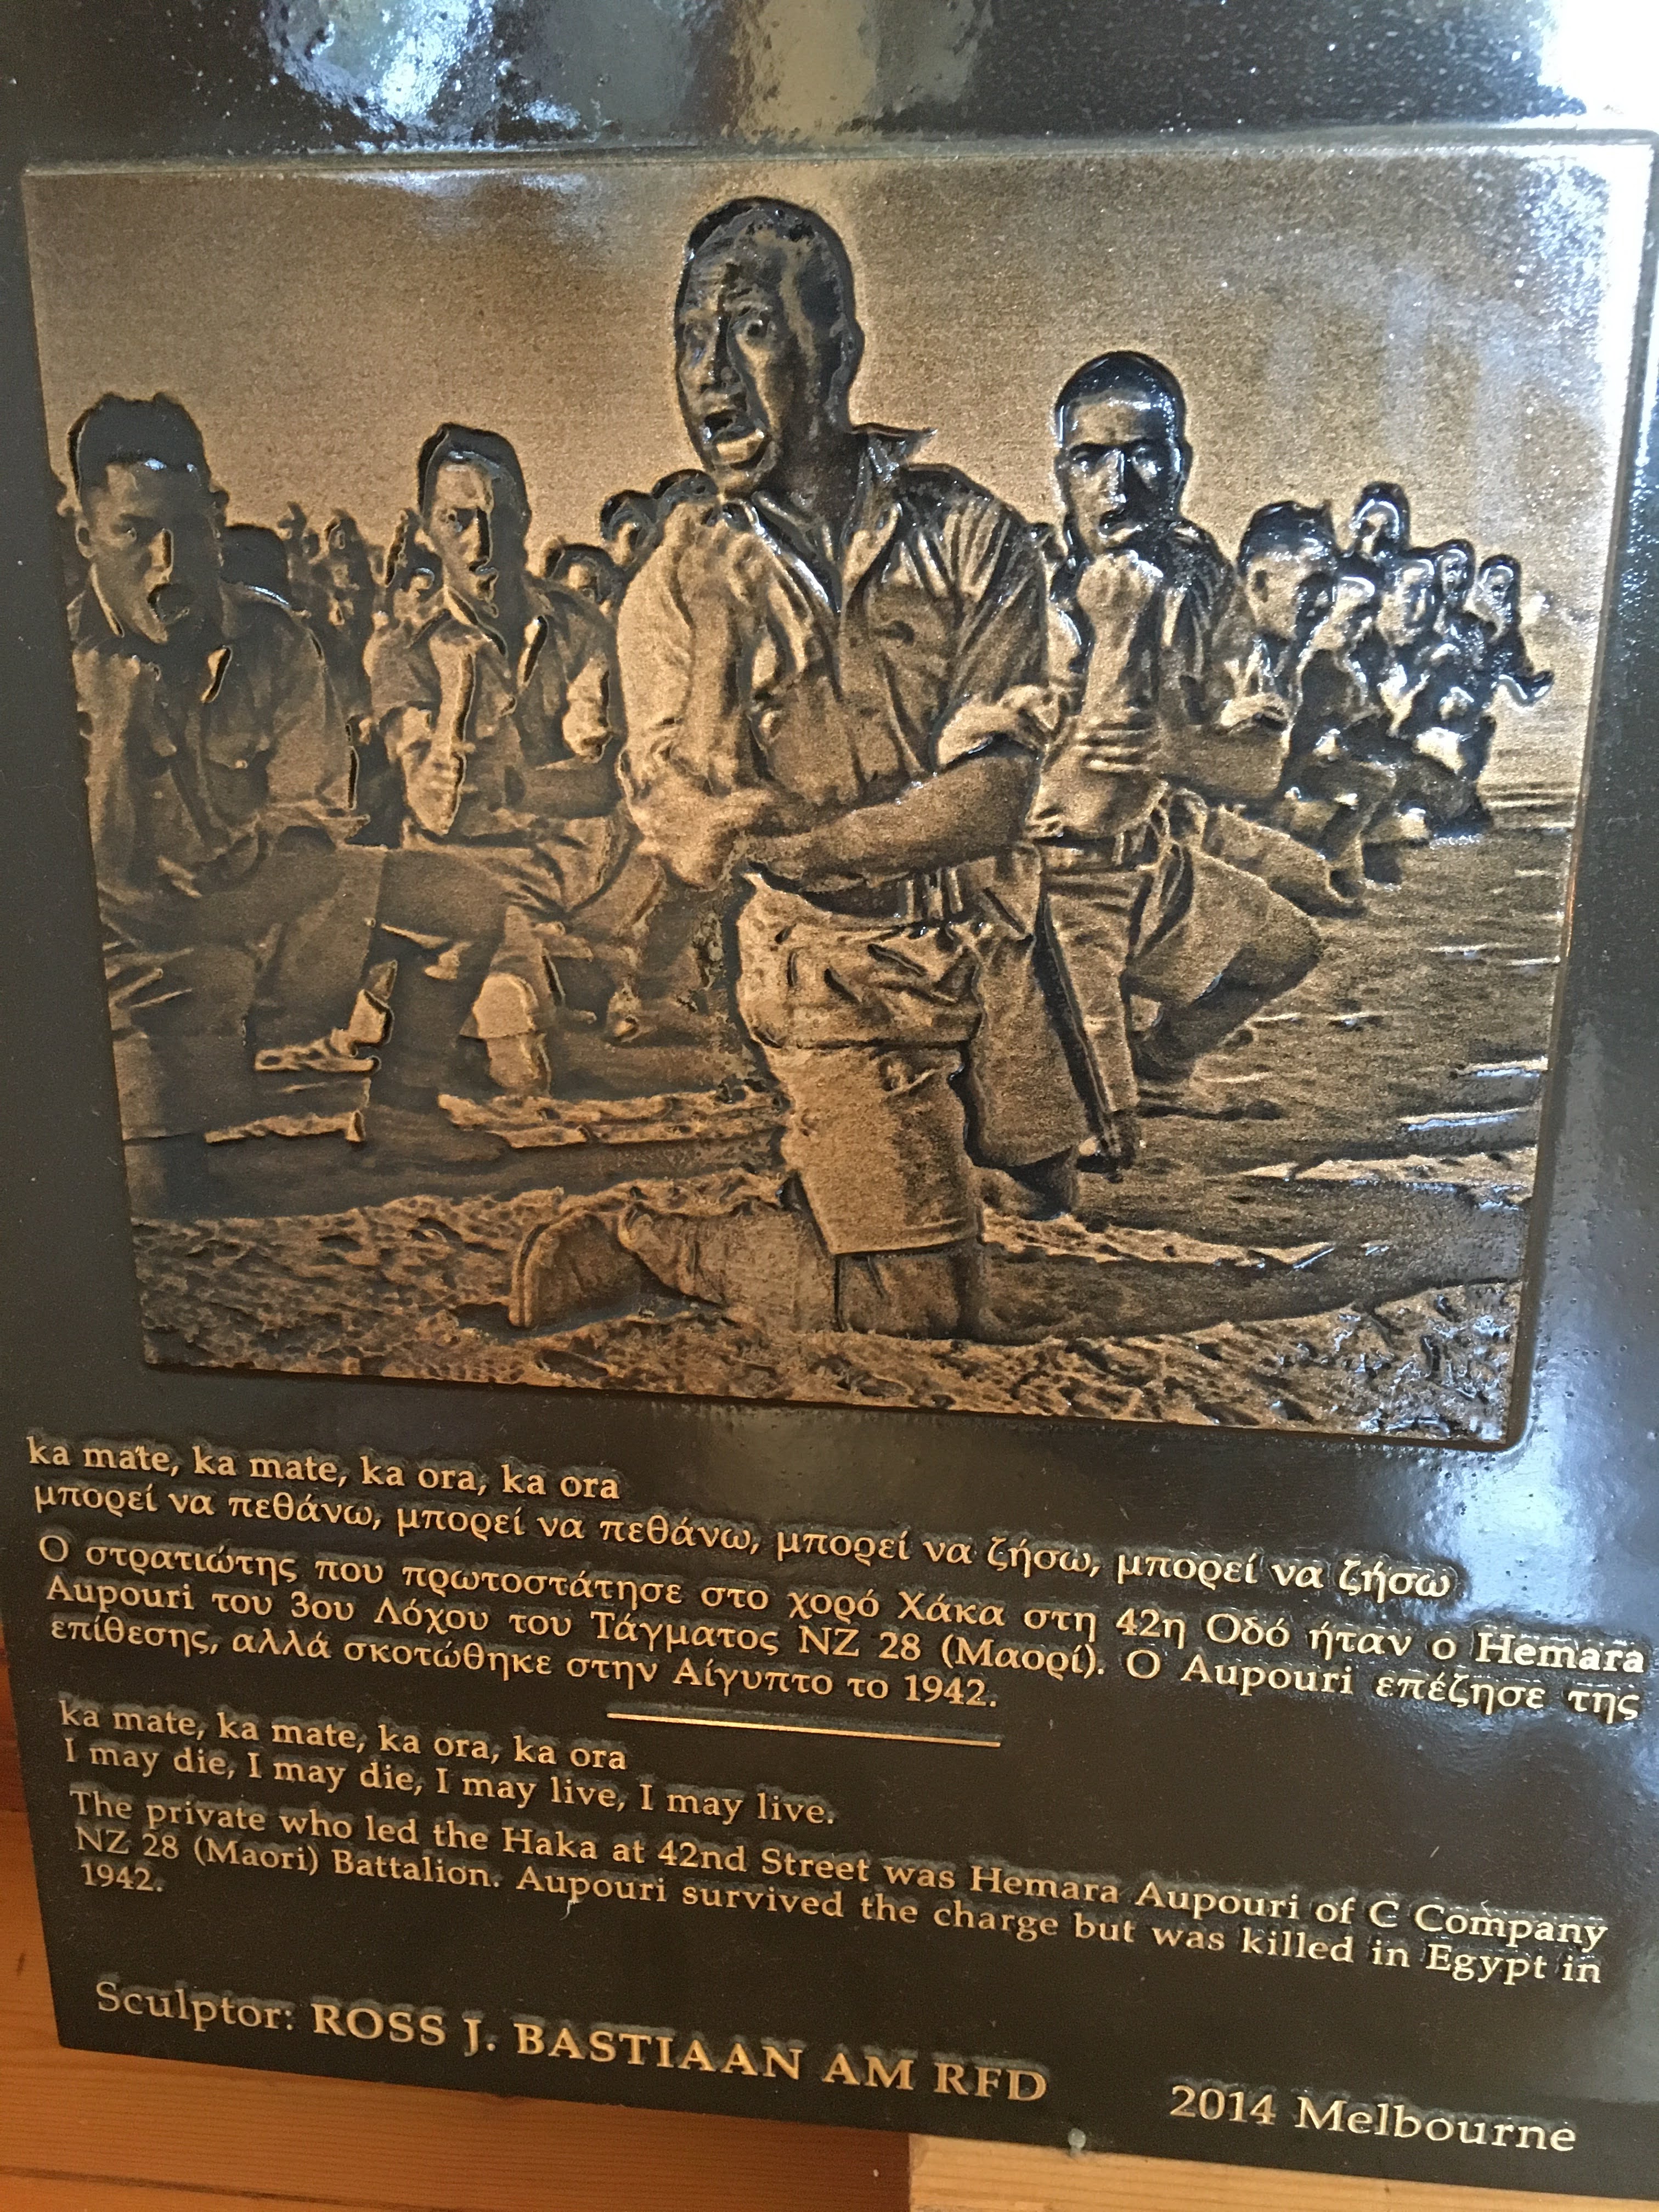 ka mate, ka mate, ka ora, ka ora
μπορεί να πεθάνω, μπορεί να πεθάνω, μπορεί να ζήσω, μπορεί να ζήσω
Ο στρατιώτης που πρωτοστάτησε στο χορό Χάκα στη 42η Οδό ήταν ο Hemara
Aupouri του 3ου Λόχου του Τάγματος NZ 28 (Μαορί). Ο Aupouri επέζησε της
επίθεσης, αλλά σκοτώθηκε στην Αίγυπτο το 1942.
ka mate, ka mate, ka ora, ka ora
I may die, I may die, I may live, I may live.
The private who led the Haka at 42nd Street was Hemara Aupouri of C Company
NZ 28 (Maori) Battalion. Aupouri survived the charge but was killed in Egypt in
1942.
Sculptor: ROSS J. BASTIAAN AM RFD 2014 Melbourne